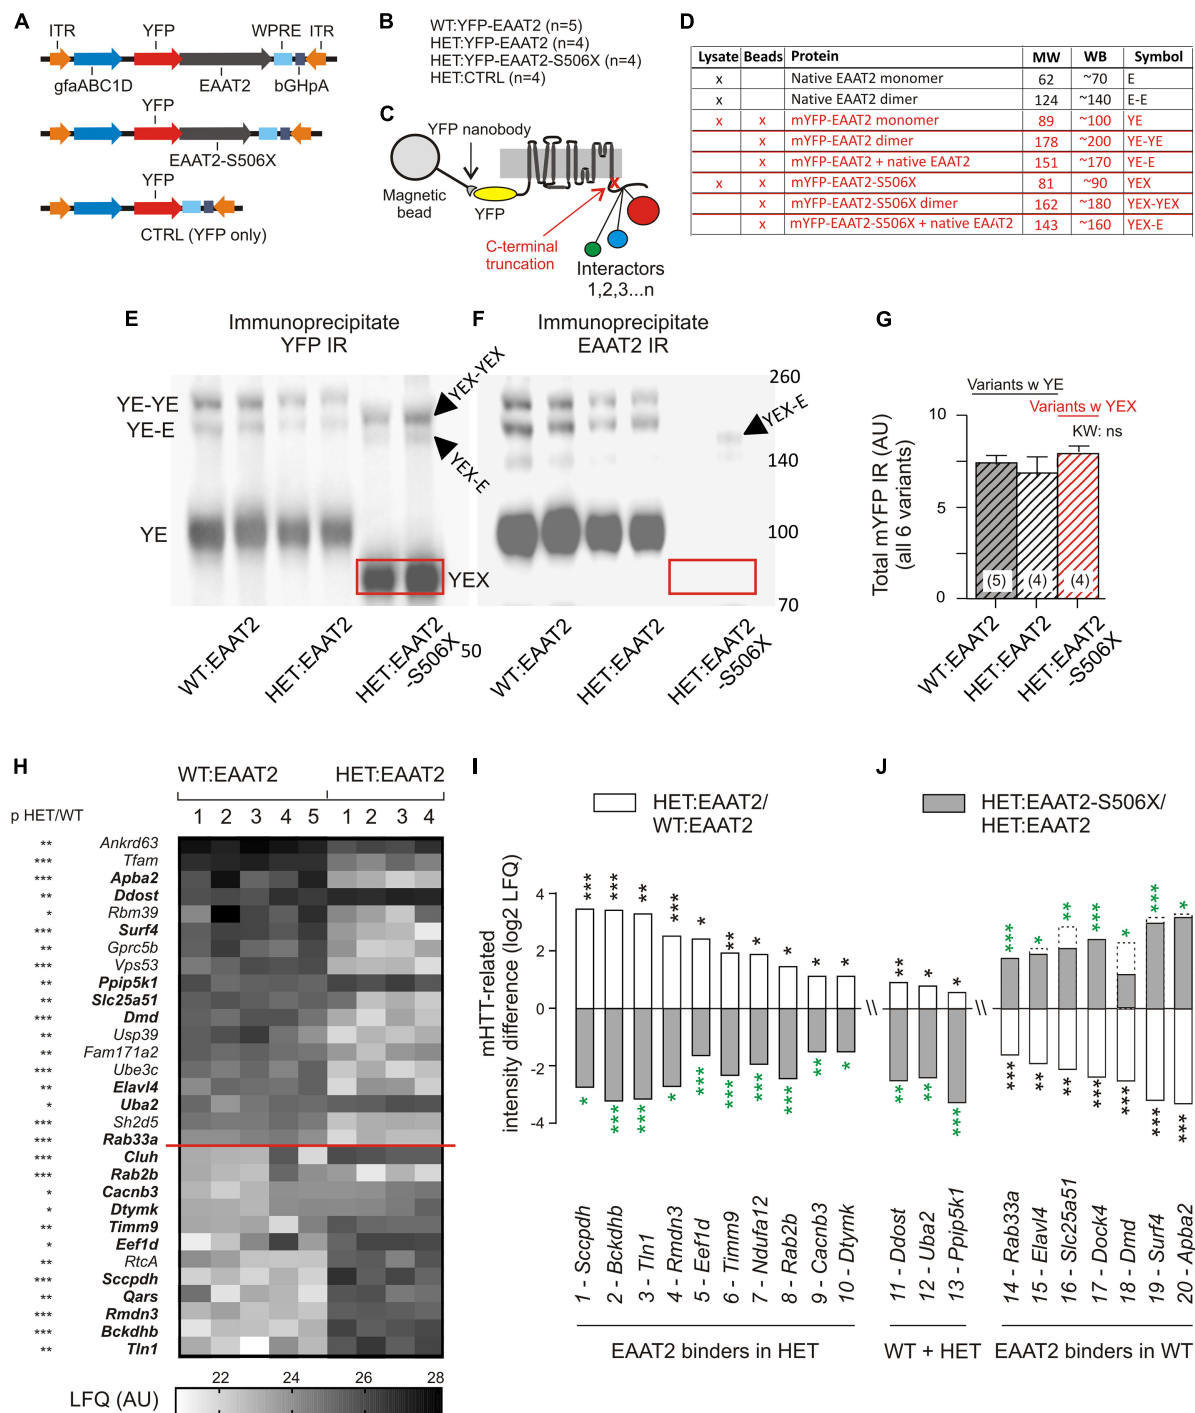 A
ITR YFP WPRE ITR
gfaABC1D EAAT2 bGHpA
YFP
EAAT2-S506X
YFP
CTRL (YFP only)
B
WT:YFP-EAAT2 (n=5)
HET:YFP-EAAT2 (n=4)
HET:YFP-EAAT2-S506X (n=4)
HET:CTRL (n=4)
C
YFP nanobody
Magnetic
bead
YFP
x
C-terminal
truncation
Interactors
1,2,3...n
D
Lysate Beads Protein MW WB Symbol
x Native EAAT2 monomer 62 ~70 E
x Native EAAT2 dimer 124 ~140 E-E
x x mYFP-EAAT2 monomer 89 ~100 YE
x mYFP-EAAT2 dimer 178 ~200 YE-YE
x mYFP-EAAT2 + native EAAT2 151 ~170 YE-E
x x mYFP-EAAT2-S506X 81 ~90 YEX
x mYFP-EAAT2-S506X dimer 162 ~180 YEX-YEX
x mYFP-EAAT2-S506X + native EAAT2 143 ~160 YEX-E
E
Immunoprecipitate
YFP IR
YE-YE
YE-E
YE
YEX-YEX
YEX-E
YEX
WT:EAAT2
HET:EAAT2
HET:EAAT2
-S506X
50
F
Immunoprecipitate
EAAT2 IR
260
YEX-E
140
100
70
WT:EAAT2
HET:EAAT2
HET:EAAT2
-S506X
G
Variants w YE
Variants w YEX
KW: ns
Total mYFP IR (AU)
(all 6 variants)
10
5
0
(5) (4) (4)
WT:EAAT2
HET:EAAT2
HET:EAAT2
-S506X
H
WT:EAAT2 HET:EAAT2
p HET/WT 1 2 3 4 5 1 2 3 4
** Ankrd63
*** Tfam
*** Apba2
** Ddost
* Rbm39
*** Surf4
** Gprc5b
*** Vps53
** Ppip5k1
** Slc25a51
*** Dmd
** Usp39
** Fam171a2
*** Ube3c
** Elavl4
* Uba2
*** Sh2d5
*** Rab33a
*** Cluh
*** Rab2b
* Cacnb3
* Dtymk
** Timm9
* Eef1d
** RtcA
*** Sccpdh
** Qars
*** Rmdn3
*** Bckdhb
** Tln1
LFQ (AU)
22 24 26 28
I
HET:EAAT2/
WT:EAAT2
J
HET:EAAT2-S506X/
HET:EAAT2
mHTT-related
intensity difference (log2 LFQ)
4
2
0
-2
-4
*** *** ** *** * ** * * * * ** * * *** * ** *** * *** *
* *** *** * *** *** *** *** ** * ** ** *** *** ** ** *** *** *** ***
\\ \\
1 - Sccpdh
2 - Bckdhb
3 - Tln1
4 - Rmdn3
5 - Eef1d
6 - Timm9
7 - Ndufa12
8 - Rab2b
9 - Cacnb3
10 - Dtymk
11 - Ddost
12 - Uba2
13 - Ppip5k1
14 - Rab33a
15 - Elavl4
16 - Slc25a51
17 - Dock4
18 - Dmd
19 - Surf4
20 - Apba2
EAAT2 binders in HET
WT + HET
EAAT2 binders in WT